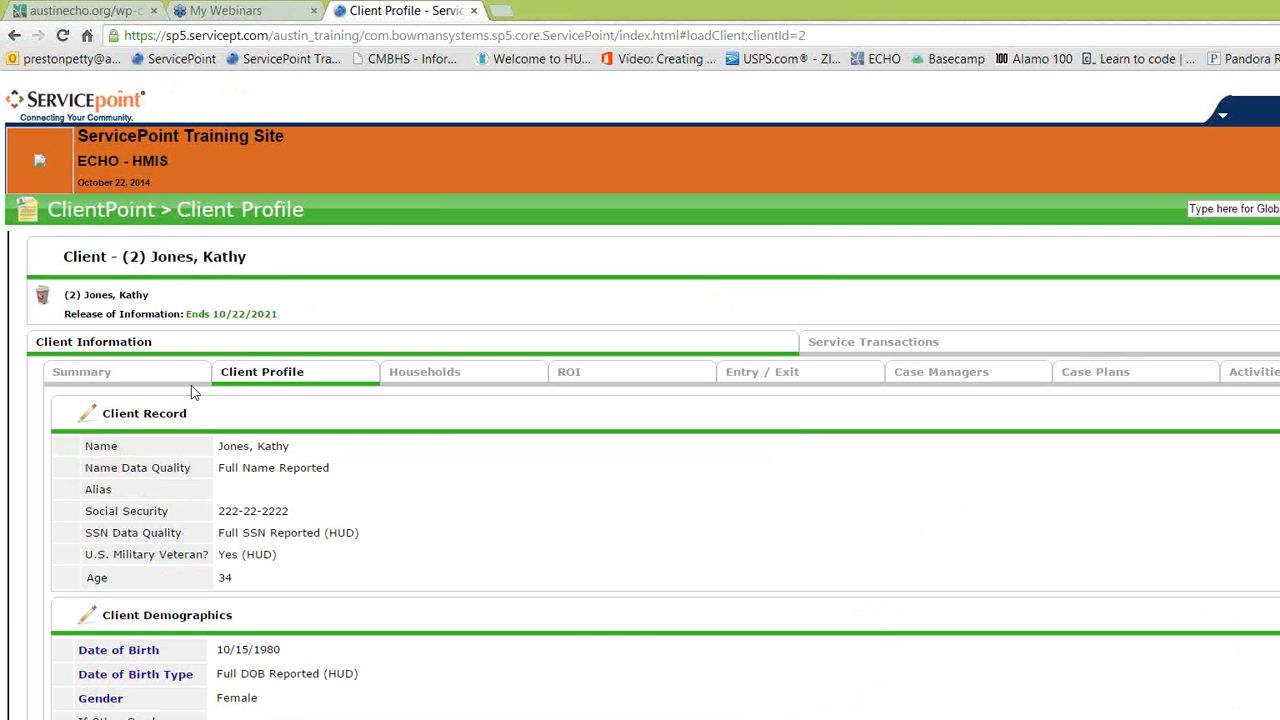 austinecho.org/wp-c × My Webinars × Client Profile - Servic ×
https://sp5.servicept.com/austin_training/com.bowmansystems.sp5.core.ServicePoint/index.html#loadClient;clientId=2
prestonpetty@a... ServicePoint ServicePoint Tra... CMBHS - Infor... Welcome to HU... Video: Creating ... USPS.com® - ZI... ECHO Basecamp 100 Alamo 100 Learn to code | ... Pandora R
SERVICEpoint
Connecting Your Community.
ServicePoint Training Site
ECHO - HMIS
October 22, 2014
ClientPoint > Client Profile
Type here for Glob
Client - (2) Jones, Kathy
(2) Jones, Kathy
Release of Information: Ends 10/22/2021
Client Information Service Transactions
Summary Client Profile Households ROI Entry / Exit Case Managers Case Plans Activitie
Client Record
Name Jones, Kathy
Name Data Quality Full Name Reported
Alias
Social Security 222-22-2222
SSN Data Quality Full SSN Reported (HUD)
U.S. Military Veteran? Yes (HUD)
Age 34
Client Demographics
Date of Birth 10/15/1980
Date of Birth Type Full DOB Reported (HUD)
Gender Female